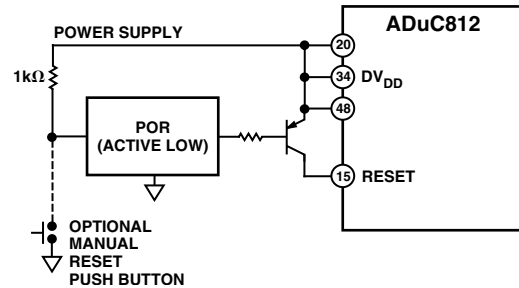 ADuC812
POWER SUPPLY
20
1kΩ
34 DVDD
48
POR
(ACTIVE LOW)
15 RESET
OPTIONAL
MANUAL
RESET
PUSH BUTTON